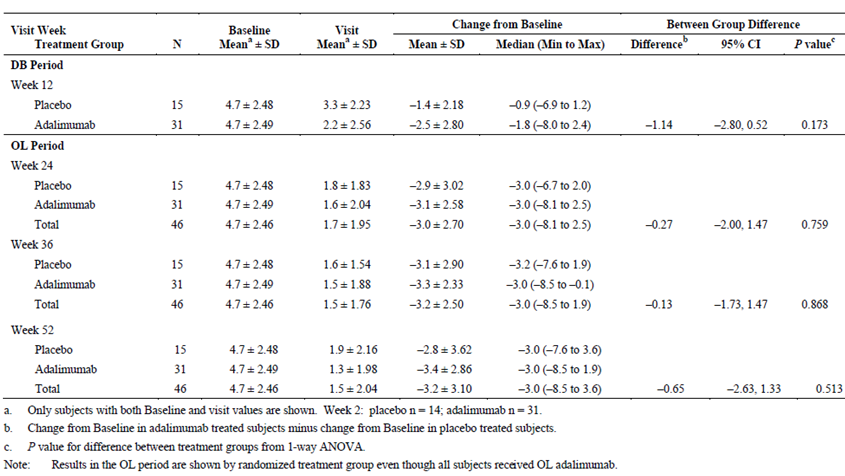 Change from Baseline Between Group Difference
Visit Week Baseline Visit
Treatment Group N Meanᵃ ± SD Meanᵃ ± SD Mean ± SD Median (Min to Max) Differenceᵇ 95% CI P valueᶜ
DB Period
Week 12
Placebo 15 4.7 ± 2.48 3.3 ± 2.23 –1.4 ± 2.18 –0.9 (–6.9 to 1.2)
Adalimumab 31 4.7 ± 2.49 2.2 ± 2.56 –2.5 ± 2.80 –1.8 (–8.0 to 2.4) –1.14 –2.80, 0.52 0.173
OL Period
Week 24
Placebo 15 4.7 ± 2.48 1.8 ± 1.83 –2.9 ± 3.02 –3.0 (–6.7 to 2.0)
Adalimumab 31 4.7 ± 2.49 1.6 ± 2.04 –3.1 ± 2.58 –3.0 (–8.1 to 2.5)
Total 46 4.7 ± 2.46 1.7 ± 1.95 –3.0 ± 2.70 –3.0 (–8.1 to 2.5) –0.27 –2.00, 1.47 0.759
Week 36
Placebo 15 4.7 ± 2.48 1.6 ± 1.54 –3.1 ± 2.90 –3.2 (–7.6 to 1.9)
Adalimumab 31 4.7 ± 2.49 1.5 ± 1.88 –3.3 ± 2.33 –3.0 (–8.5 to –0.1)
Total 46 4.7 ± 2.46 1.5 ± 1.76 –3.2 ± 2.50 –3.0 (–8.5 to 1.9) –0.13 –1.73, 1.47 0.868
Week 52
Placebo 15 4.7 ± 2.48 1.9 ± 2.16 –2.8 ± 3.62 –3.0 (–7.6 to 3.6)
Adalimumab 31 4.7 ± 2.49 1.3 ± 1.98 –3.4 ± 2.86 –3.0 (–8.5 to 1.9)
Total 46 4.7 ± 2.46 1.5 ± 2.04 –3.2 ± 3.10 –3.0 (–8.5 to 3.6) –0.65 –2.63, 1.33 0.513
a. Only subjects with both Baseline and visit values are shown. Week 2: placebo n = 14; adalimumab n = 31.
b. Change from Baseline in adalimumab treated subjects minus change from Baseline in placebo treated subjects.
c. P value for difference between treatment groups from 1-way ANOVA.
Note: Results in the OL period are shown by randomized treatment group even though all subjects received OL adalimumab.